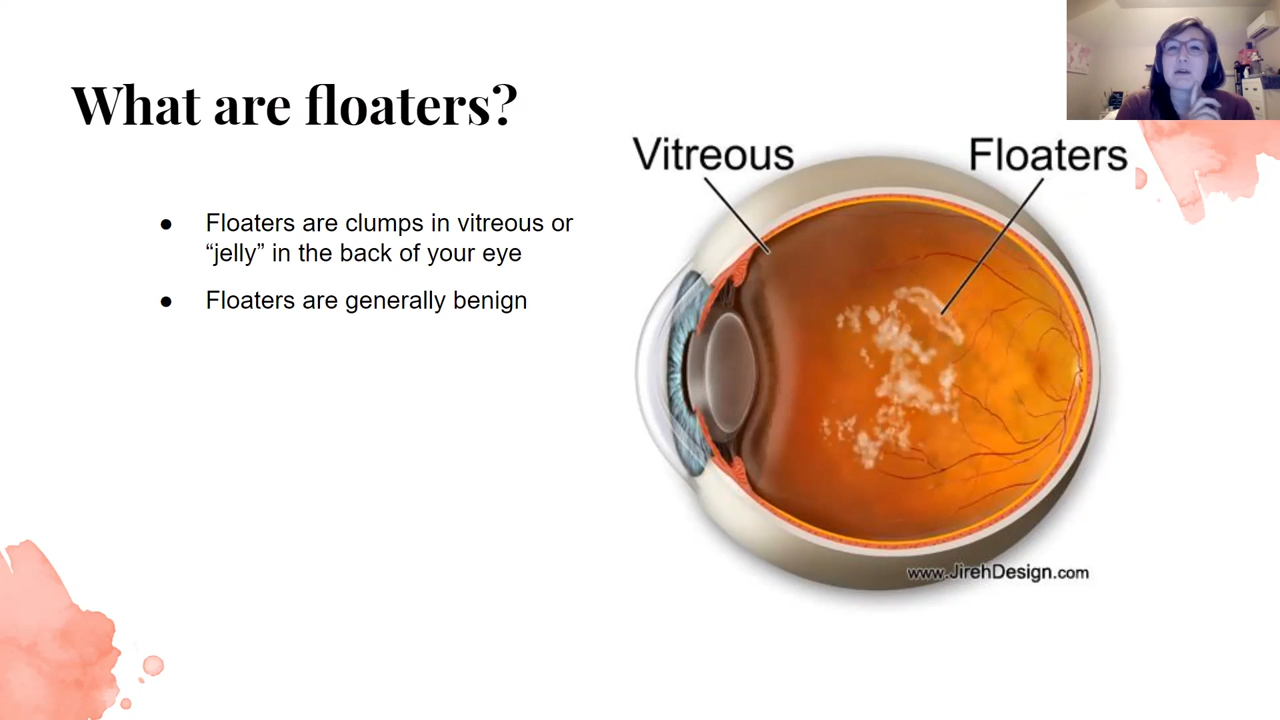 What are floaters?
● Floaters are clumps in vitreous or
“jelly” in the back of your eye
● Floaters are generally benign
Vitreous
Floaters
www.JirehDesign.com